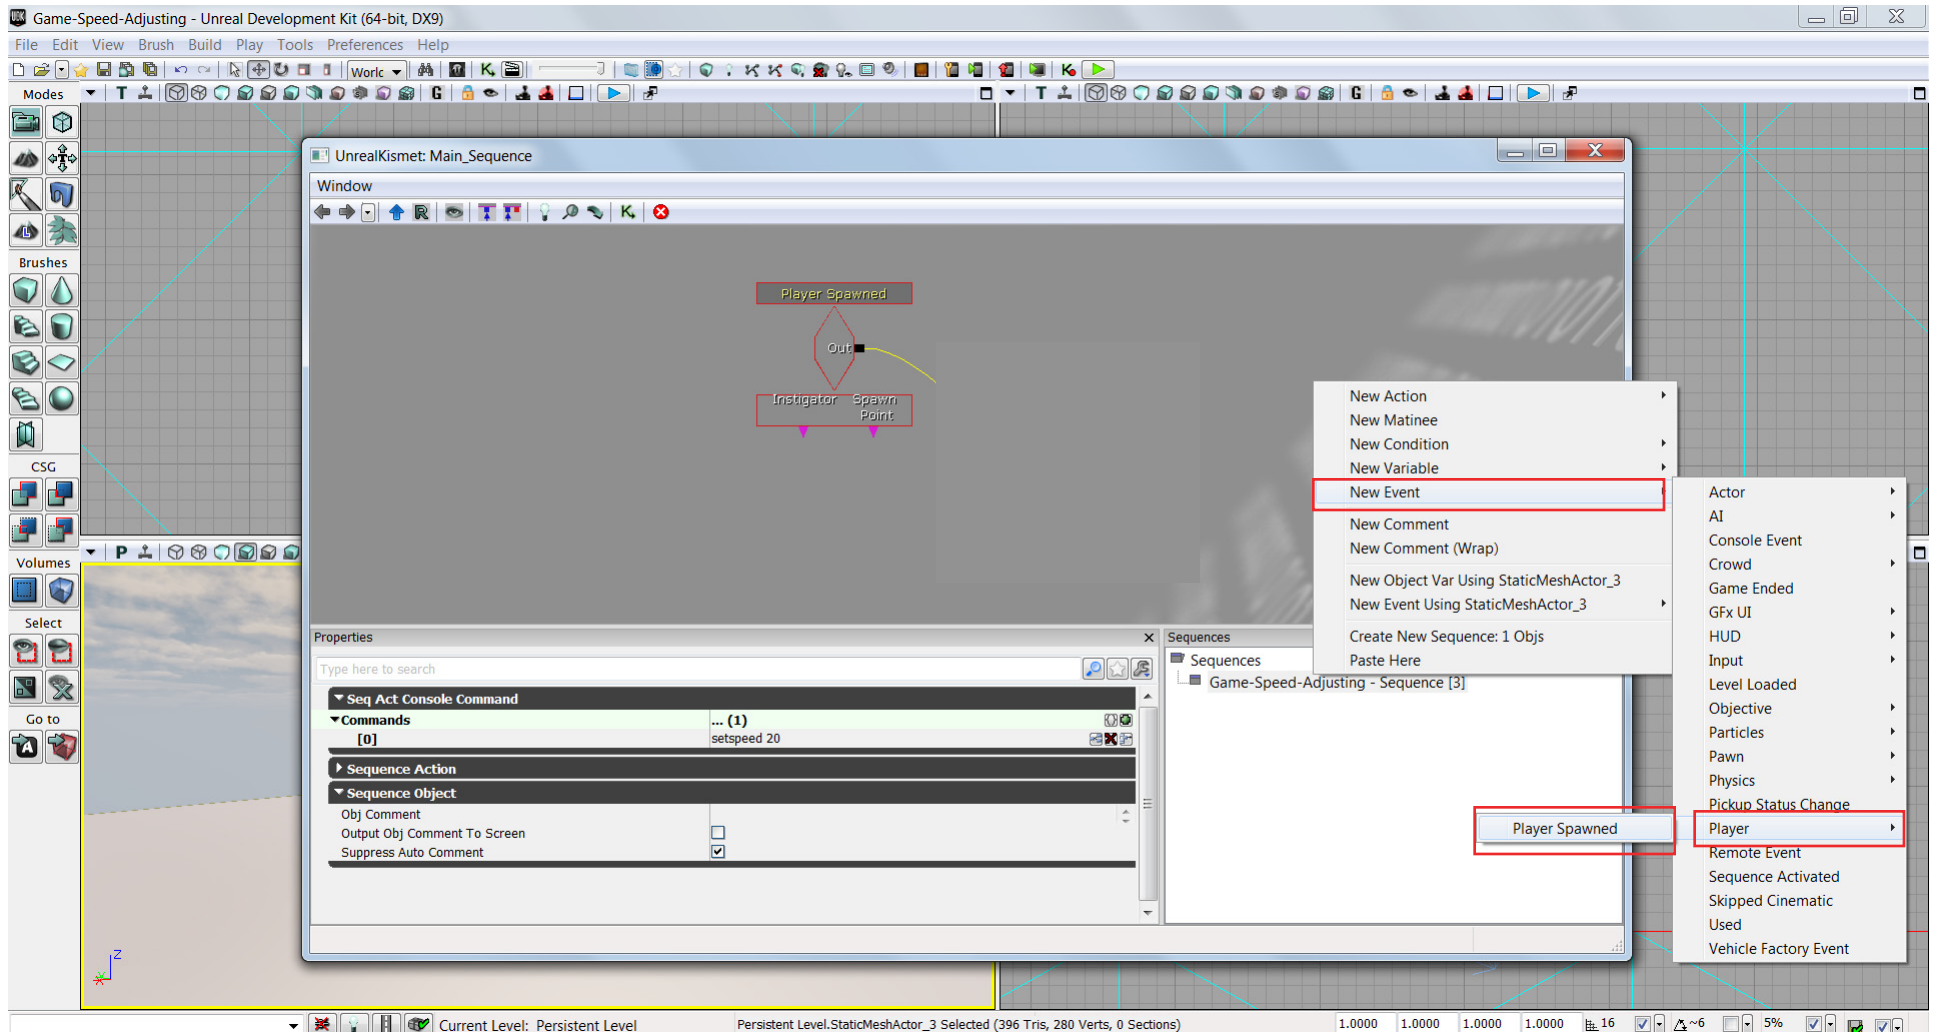 Game-Speed-Adjusting - Unreal Development Kit (64-bit, DX9)
File Edit View Brush Build Play Tools Preferences Help
Worlc
Modes
T
G
T
G
UnrealKismet: Main_Sequence
Window
R
K
Brushes
Player Spawned
Out
Instigator Spawn
Point
New Action
New Matinee
New Condition
New Variable
New Event
New Comment
New Comment (Wrap)
New Object Var Using StaticMeshActor_3
New Event Using StaticMeshActor_3
Create New Sequence: 1 Objs
Paste Here
Actor
AI
Console Event
Crowd
Game Ended
GFx UI
HUD
Input
Level Loaded
Objective
Particles
Pawn
Physics
Pickup Status Change
Player
Remote Event
Sequence Activated
Skipped Cinematic
Used
Vehicle Factory Event
Player Spawned
CSG
P
Volumes
Select
Go to
Properties
Type here to search
Seq Act Console Command
Commands ... (1)
[0] setspeed 20
Sequence Action
Sequence Object
Obj Comment
Output Obj Comment To Screen
Suppress Auto Comment
Sequences
Sequences
Game-Speed-Adjusting - Sequence [3]
Z
Current Level: Persistent Level
Persistent Level.StaticMeshActor_3 Selected (396 Tris, 280 Verts, 0 Sections)
1.0000 1.0000 1.0000 1.0000 16 ~6 5%